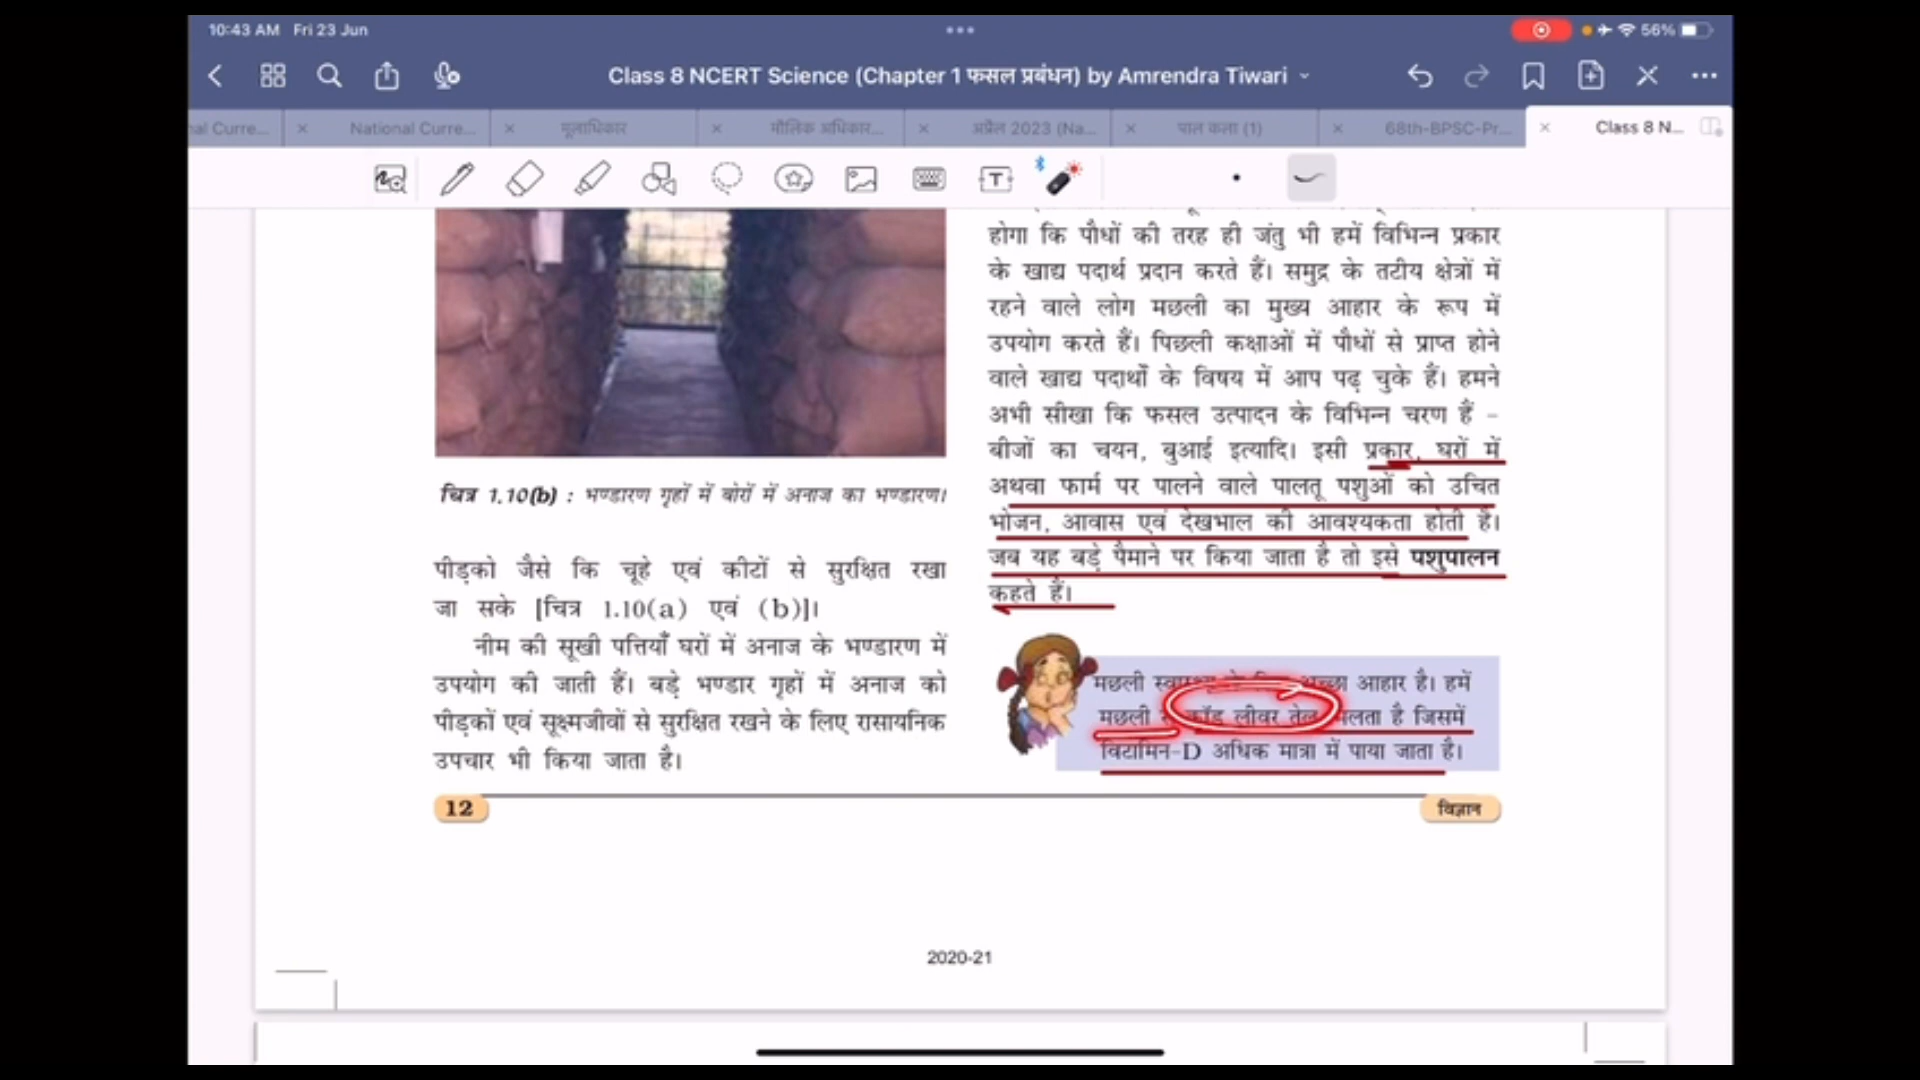 10:43 AM Fri 23 Jun
56%
Class 8 NCERT Science (Chapter 1 फसल प्रबंधन) by Amrendra Tiwari
nal Curre...
National Curre...
मूलाधिकार
मौलिक अधिकार...
अप्रैल 2023 (Na...
पाल कला (1)
68th-BPSC-Pr...
Class 8 N...
चित्र 1.10(b) : भण्डारण गृहों में बोरों में अनाज का भण्डारण।
पीड़को जैसे कि चूहे एवं कीटों से सुरक्षित रखा
जा सके [चित्र 1.10(a) एवं (b)]।
नीम की सूखी पत्तियाँ घरों में अनाज के भण्डारण में
उपयोग की जाती हैं। बड़े भण्डार गृहों में अनाज को
पीड़कों एवं सूक्ष्मजीवों से सुरक्षित रखने के लिए रासायनिक
उपचार भी किया जाता है।
होगा कि पौधों की तरह ही जंतु भी हमें विभिन्न प्रकार
के खाद्य पदार्थ प्रदान करते हैं। समुद्र के तटीय क्षेत्रों में
रहने वाले लोग मछली का मुख्य आहार के रूप में
उपयोग करते हैं। पिछली कक्षाओं में पौधों से प्राप्त होने
वाले खाद्य पदार्थों के विषय में आप पढ़ चुके हैं। हमने
अभी सीखा कि फसल उत्पादन के विभिन्न चरण हैं –
बीजों का चयन, बुआई इत्यादि। इसी प्रकार, घरों में
अथवा फार्म पर पालने वाले पालतू पशुओं को उचित
भोजन, आवास एवं देखभाल की आवश्यकता होती है।
जब यह बड़े पैमाने पर किया जाता है तो इसे पशुपालन
कहते हैं।
मछली आहार है। हमें
मछली कॉड लीवर तेल है जिसमें
विटामिन-D अधिक मात्रा में पाया जाता है।
12
विज्ञान
2020-21